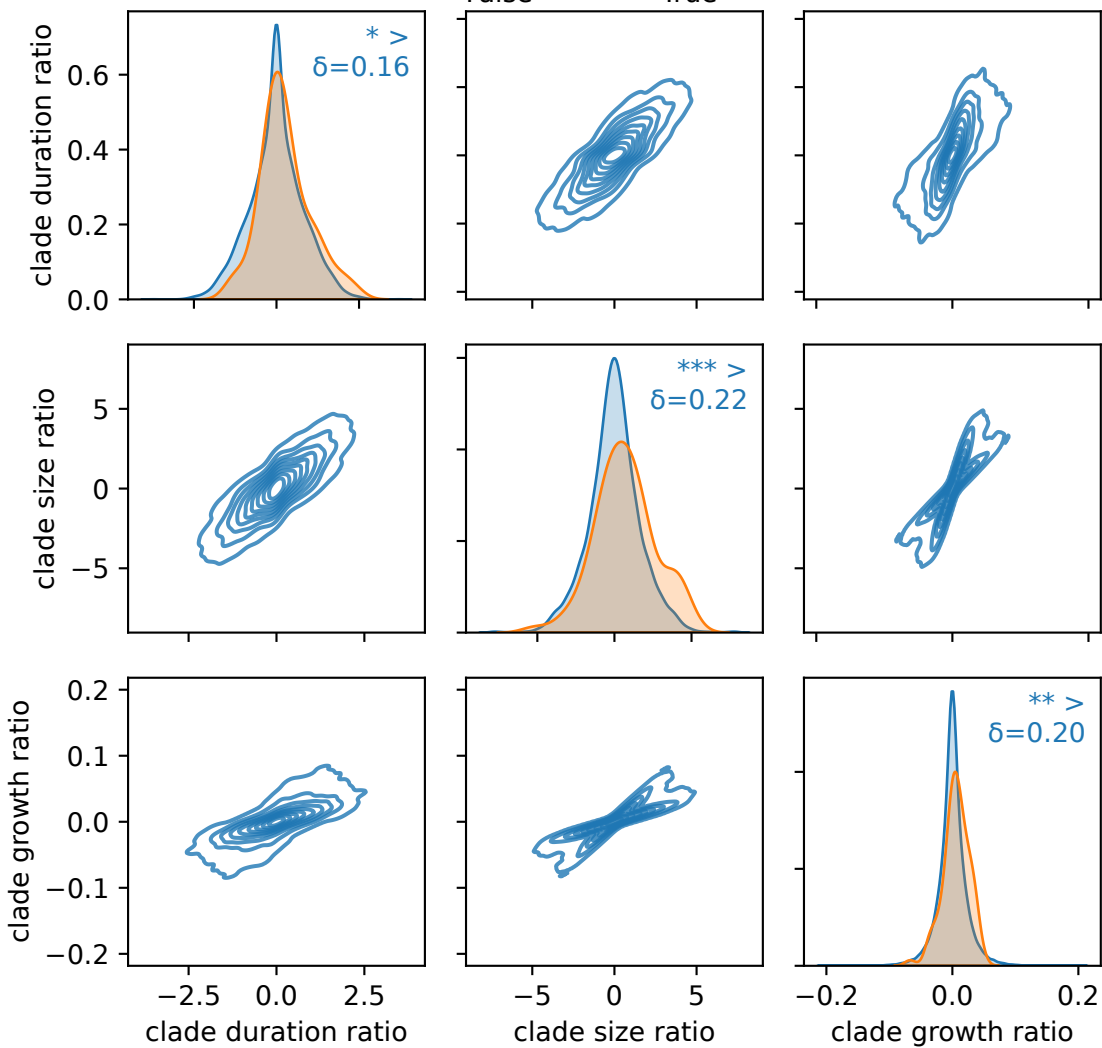 clade duration ratio
0.6
0.4
0.2
0.0
* >
δ=0.16
clade size ratio
5
0
−5
*** >
δ=0.22
clade growth ratio
0.2
0.1
0.0
−0.1
−0.2
** >
δ=0.20
−2.5 0.0 2.5
−5 0 5
−0.2 0.0 0.2
clade duration ratio
clade size ratio
clade growth ratio